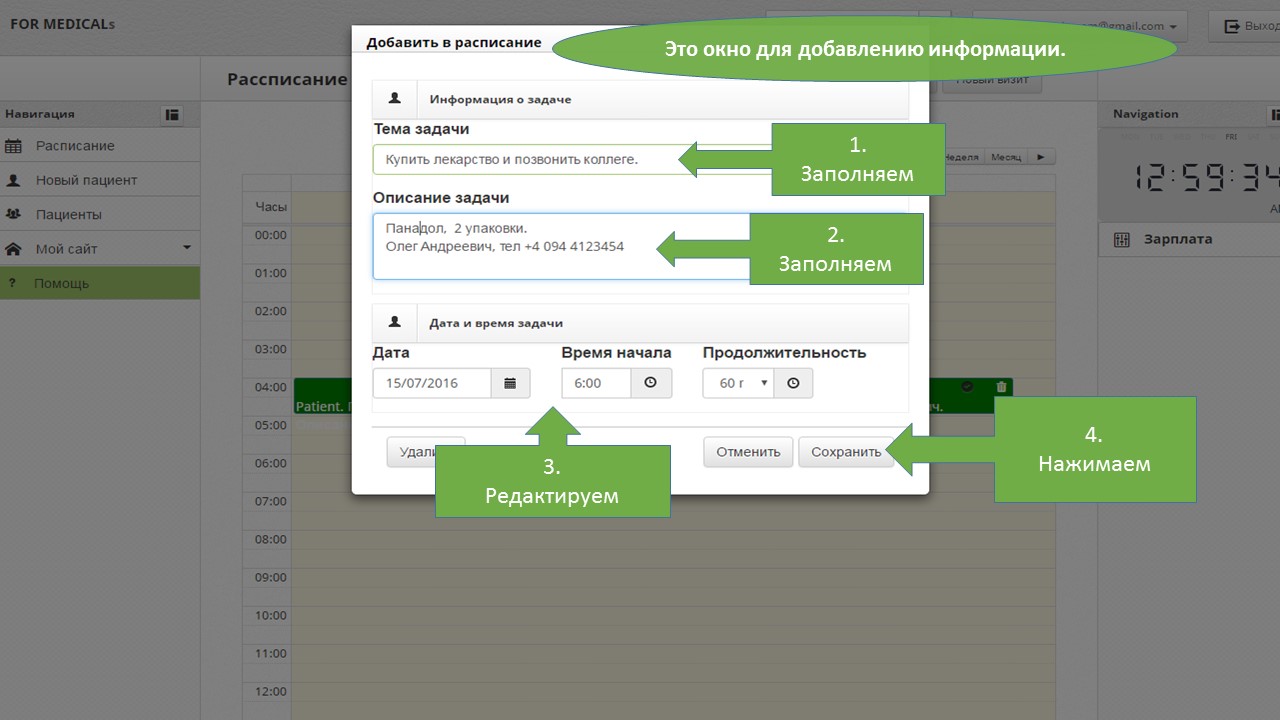 FOR MEDICALs
@gmail.com
Выход
Добавить в расписание
Это окно для добавлению информации.
Рассписание
Новый визит
Навигация
Расписание
Новый пациент
Пациенты
Мой сайт
? Помощь
Информация о задаче
Тема задачи
Купить лекарство и позвонить коллеге.
1.
Заполняем
Описание задачи
Панадол, 2 упаковки.
Олег Андреевич, тел +4 094 4123454
2.
Заполняем
Дата и время задачи
Дата
Время начала
Продолжительность
15/07/2016
6:00
60 г
Удали
3.
Редактируем
Отменить
Сохранить
4.
Нажимаем
Неделя
Месяц
Navigation
FRI
12:59:34
Зарплата
Часы
00:00
01:00
02:00
03:00
04:00
Patient.
05:00
06:00
07:00
08:00
09:00
10:00
11:00
12:00